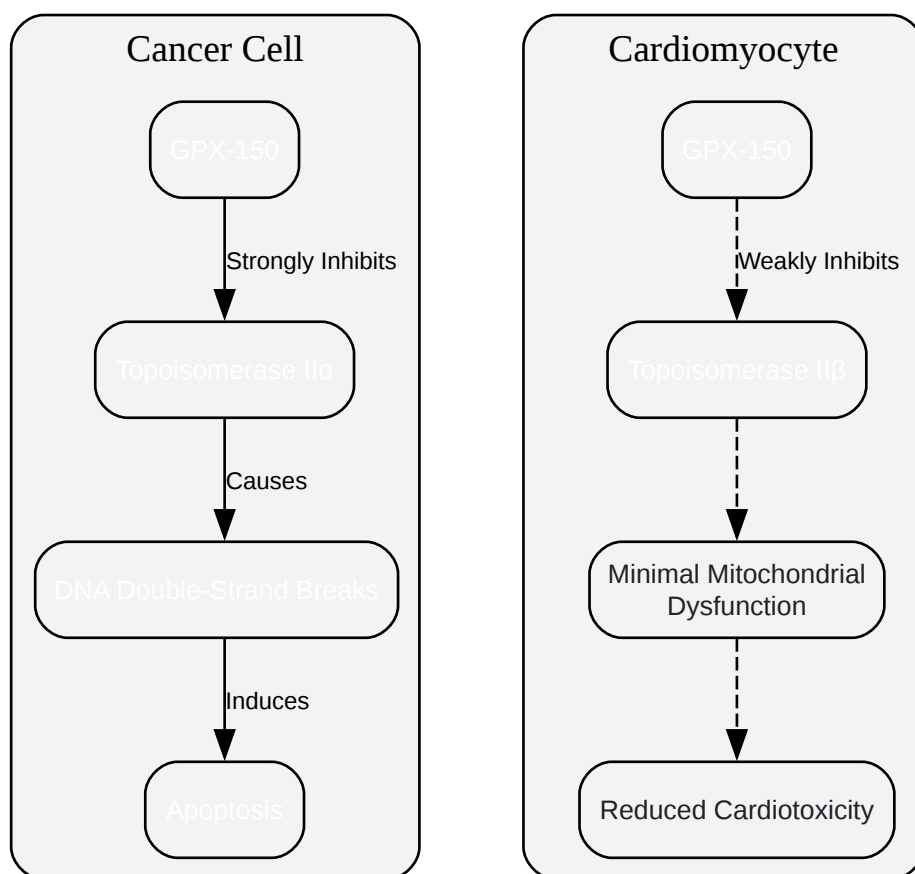 Cancer Cell
GPX-150
Strongly Inhibits
Topoisomerase IIα
Causes
DNA Double-Strand Breaks
Induces
Apoptosis
Cardiomyocyte
GPX-150
Weakly Inhibits
Topoisomerase IIβ
Minimal Mitochondrial
Dysfunction
Reduced Cardiotoxicity